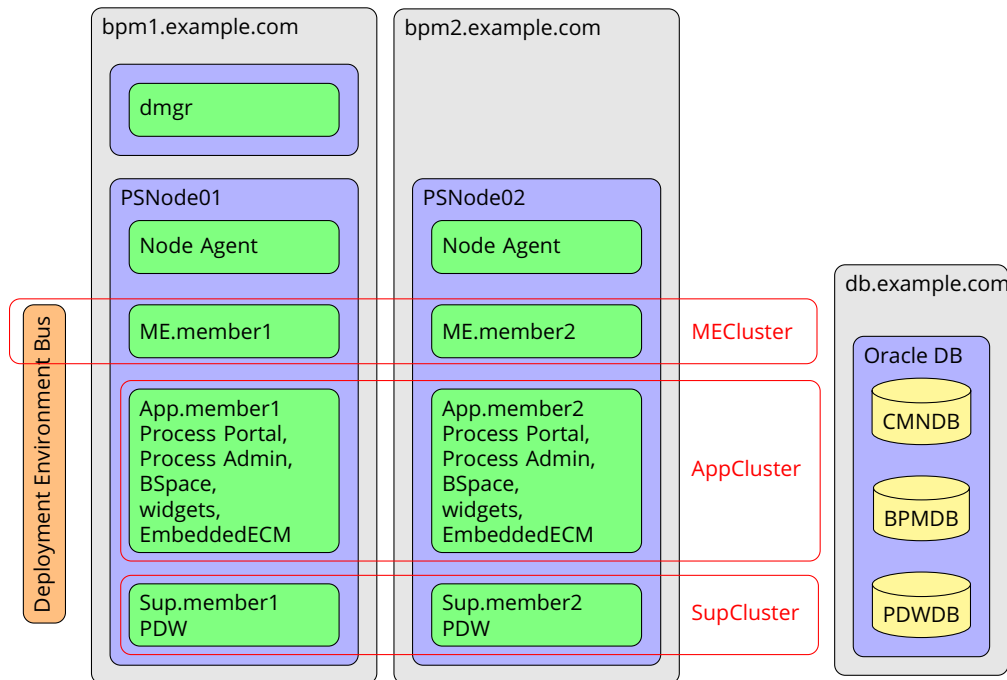 bpm1.example.com
dmgr
PSNode01
Node Agent
ME.member1
App.member1
Process Portal,
Process Admin,
BSpace,
widgets,
EmbeddedECM
Sup.member1
PDW
bpm2.example.com
PSNode02
Node Agent
ME.member2
App.member2
Process Portal,
Process Admin,
BSpace,
widgets,
EmbeddedECM
Sup.member2
PDW
Deployment Environment Bus
MECluster
AppCluster
SupCluster
db.example.com
Oracle DB
CMNDB
BPMDB
PDWDB